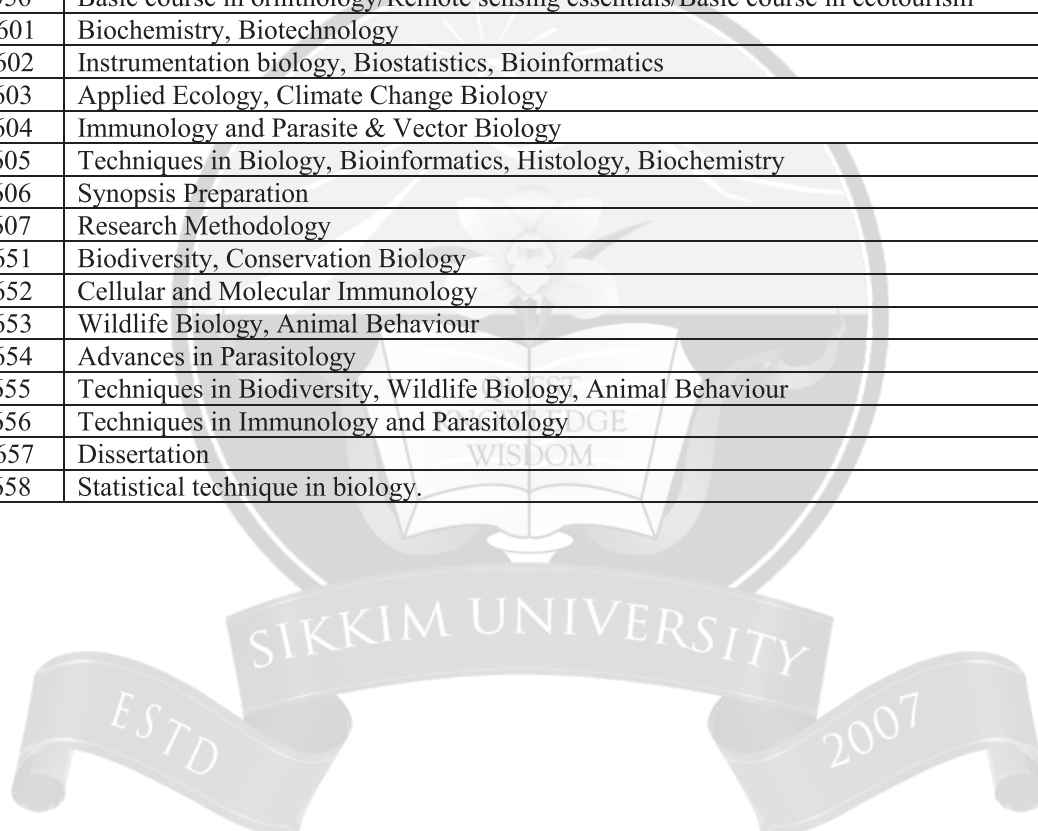 Basic course in ornithology/Remote sensing essentials/Basic course in ecotourism
601 Biochemistry, Biotechnology
602 Instrumentation biology, Biostatistics, Bioinformatics
603 Applied Ecology, Climate Change Biology
604 Immunology and Parasite & Vector Biology
605 Techniques in Biology, Bioinformatics, Histology, Biochemistry
606 Synopsis Preparation
607 Research Methodology
651 Biodiversity, Conservation Biology
652 Cellular and Molecular Immunology
653 Wildlife Biology, Animal Behaviour
654 Advances in Parasitology
655 Techniques in Biodiversity, Wildlife Biology, Animal Behaviour
656 Techniques in Immunology and Parasitology
657 Dissertation
658 Statistical technique in biology.
QUEST
KNOWLEDGE
WISDOM
SIKKIM UNIVERSITY
ESTD
2007